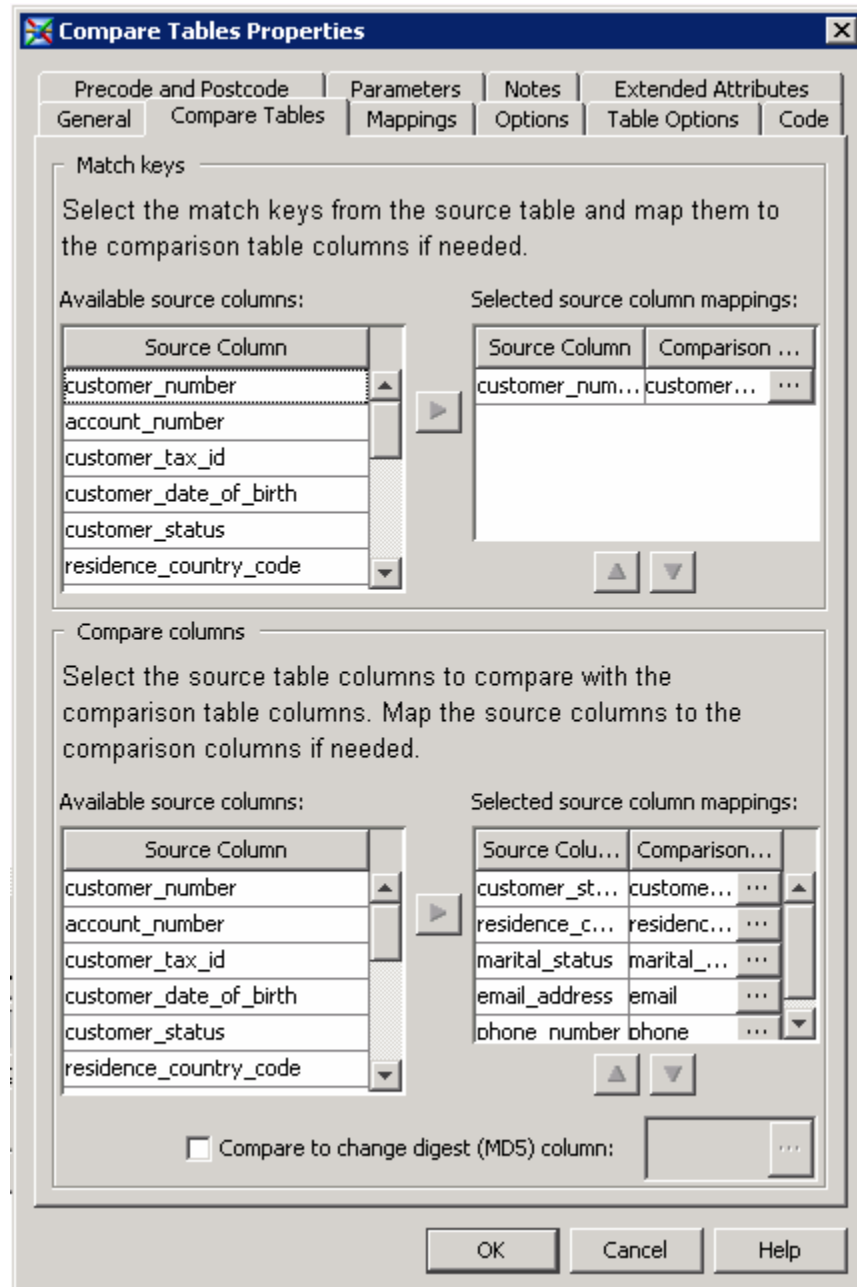 Compare Tables Properties
Precode and Postcode Parameters Notes Extended Attributes
General Compare Tables Mappings Options Table Options Code
Match keys
Select the match keys from the source table and map them to
the comparison table columns if needed.
Available source columns: Selected source column mappings:
Source Column Source Column Comparison ...
customer_number customer_num... customer... ...
account_number
customer_tax_id
customer_date_of_birth
customer_status
residence_country_code
Compare columns
Select the source table columns to compare with the
comparison table columns. Map the source columns to the
comparison columns if needed.
Available source columns: Selected source column mappings:
Source Column Source Colu... Comparison...
customer_number customer_st... custome... ...
account_number residence_c... residenc... ...
customer_tax_id marital_status marital_... ...
customer_date_of_birth email_address email ...
customer_status phone_number phone ...
residence_country_code
Compare to change digest (MD5) column: ...
OK Cancel Help